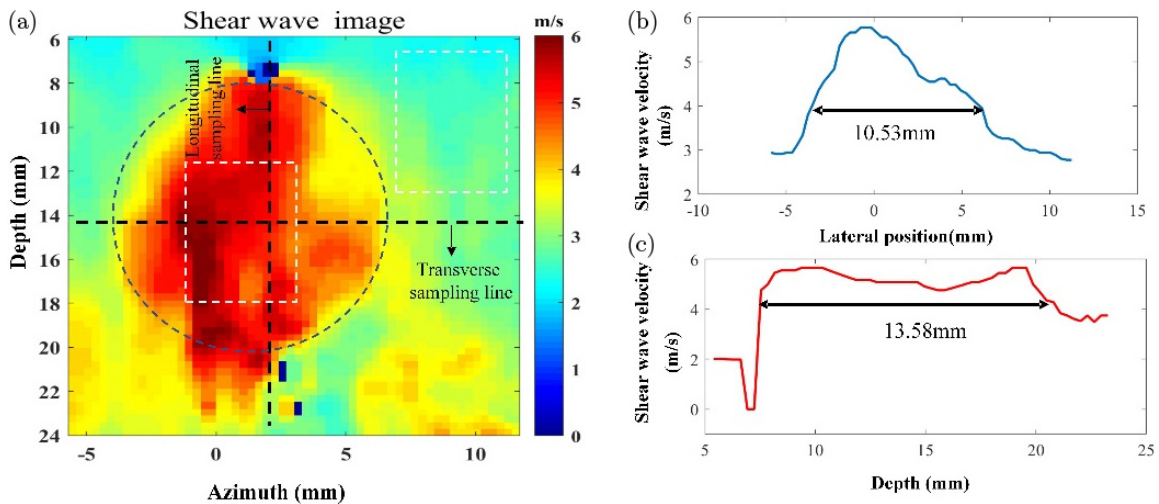 (a)
Shear wave image
m/s
6
8
10
12
14
16
18
20
22
24
Depth (mm)
Longitudinal
sampling line
Transverse
sampling line
-5
0
5
10
Azimuth (mm)
6
5
4
3
2
1
0
(b)
Shear wave velocity
(m/s)
6
5
4
3
2
10.53mm
-10
-5
0
5
10
15
Lateral position(mm)
(c)
Shear wave velocity
(m/s)
6
4
2
0
13.58mm
5
10
15
20
25
Depth (mm)